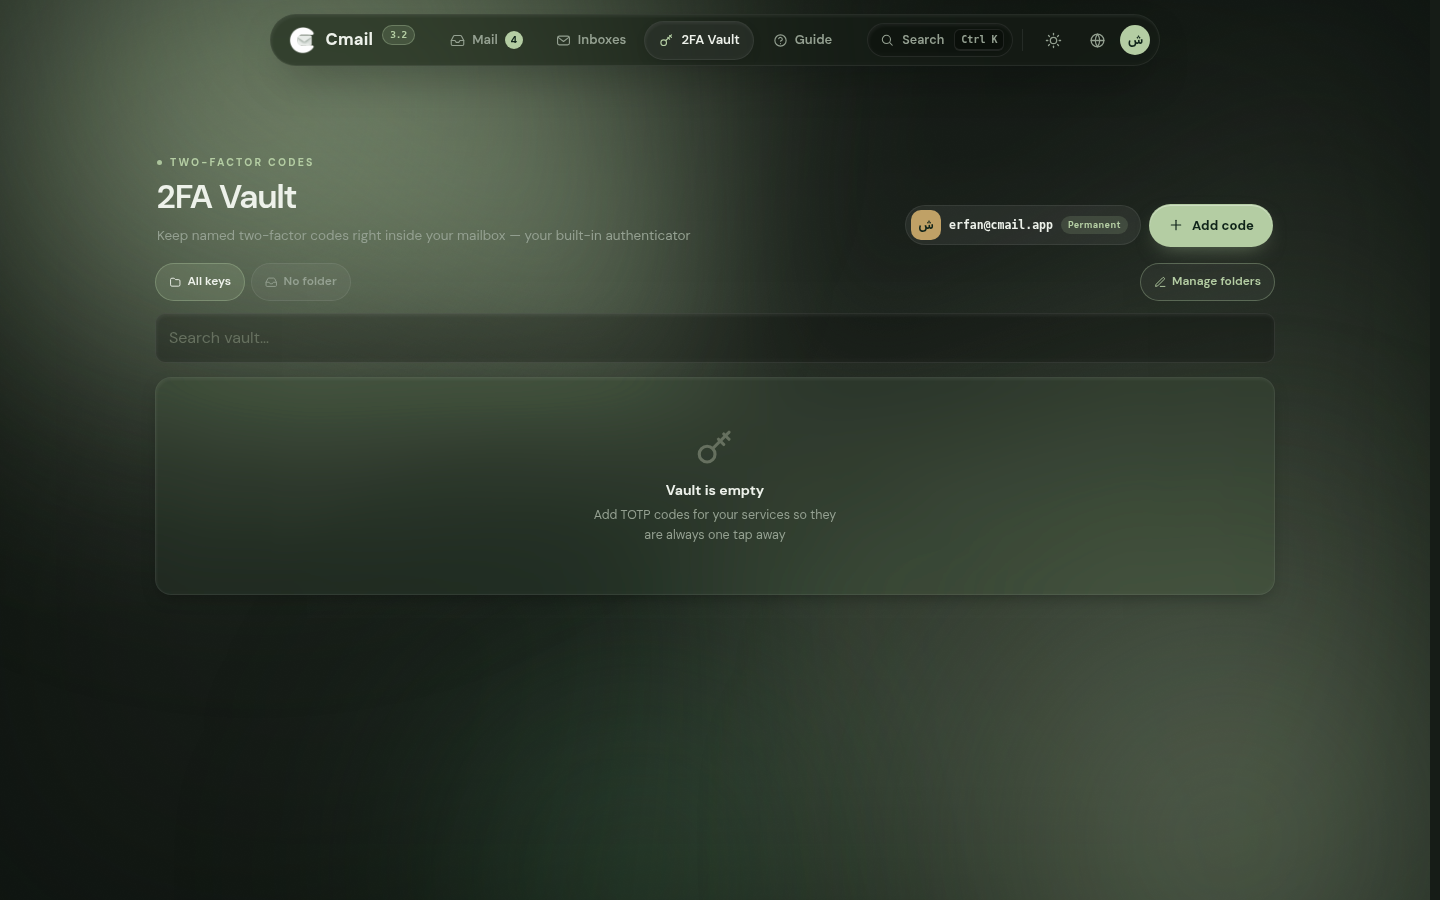 Cmail 3.2 Mail 4 Inboxes 2FA Vault Guide Search Ctrl K ش
TWO-FACTOR CODES
2FA Vault
Keep named two-factor codes right inside your mailbox — your built-in authenticator
ش erfan@cmail.app Permanent + Add code
All keys No folder Manage folders
Search vault...
Vault is empty
Add TOTP codes for your services so they
are always one tap away